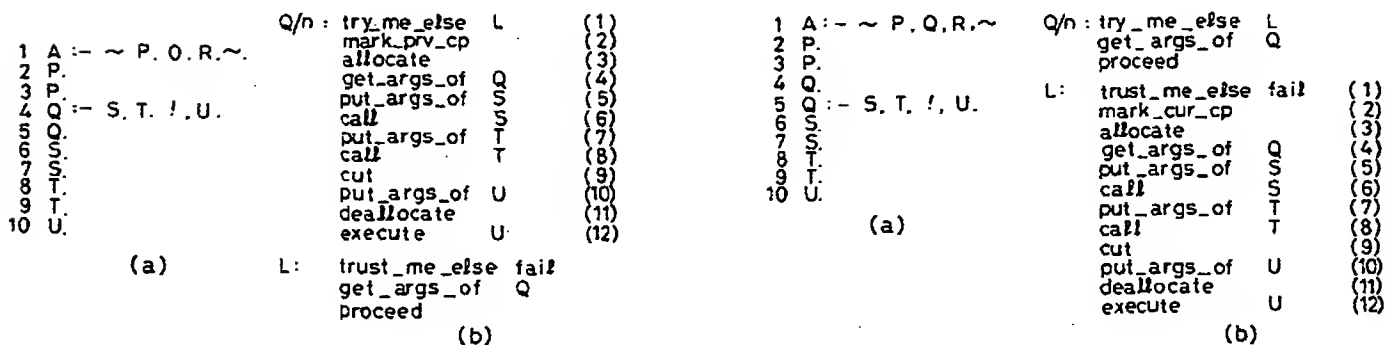 1 A :- ~ P. O. R. ~.
2 P.
3 P.
4 Q :- S, T. !, U.
5 Q.
6 S.
7 S.
8 T.
9 T.
10 U.
(a)
Q/n : try_me_else L (1)
mark_prv_cp (2)
allocate (3)
get_args_of Q (4)
put_args_of S (5)
call S (6)
put_args_of T (7)
call T (8)
cut (9)
put_args_of U (10)
deallocate (11)
execute U (12)
L: trust_me_else fail
get_args_of Q
proceed
(b)
1 A :- ~ P, Q, R, ~
2 P.
3 P.
4 Q.
5 Q :- S, T. !, U.
6 S.
7 S.
8 T.
9 T.
10 U.
(a)
Q/n : try_me_else L
get_args_of Q
proceed
L: trust_me_else fail (1)
mark_cur_cp (2)
allocate (3)
get_args_of Q (4)
put_args_of S (5)
call S (6)
put_args_of T (7)
call T (8)
cut (9)
put_args_of U (10)
deallocate (11)
execute U (12)
(b)